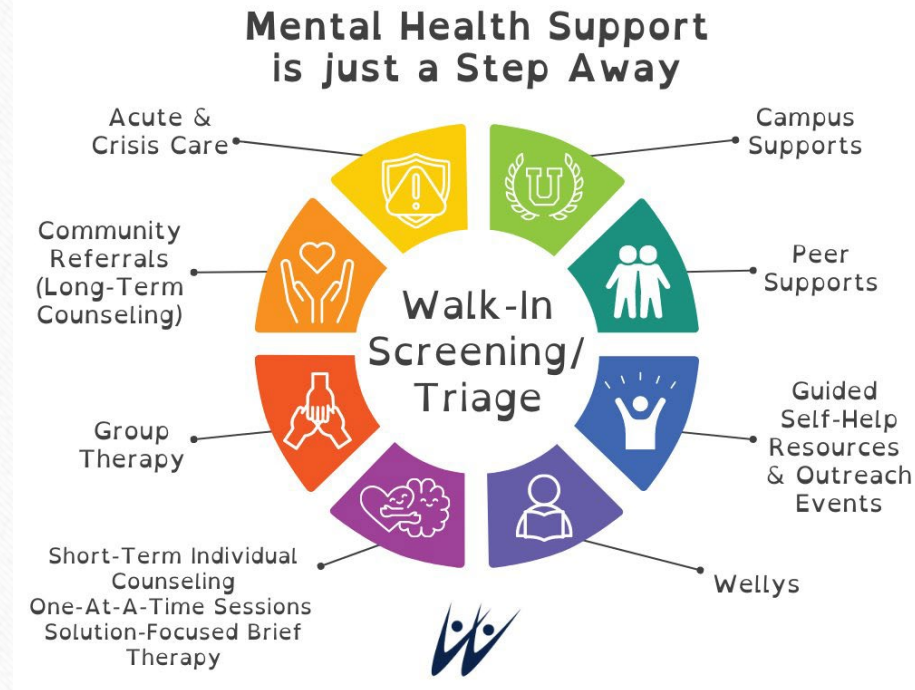 Mental Health Support
is just a Step Away
Acute &
Crisis Care
Campus
Supports
U
Community
Referrals
(Long-Term
Counseling)
Peer
Supports
Walk-In
Screening/
Triage
Guided
Self-Help
Resources
& Outreach
Events
Group
Therapy
Short-Term Individual
Counseling
One-At-A-Time Sessions
Solution-Focused Brief
Therapy
Wellys
W